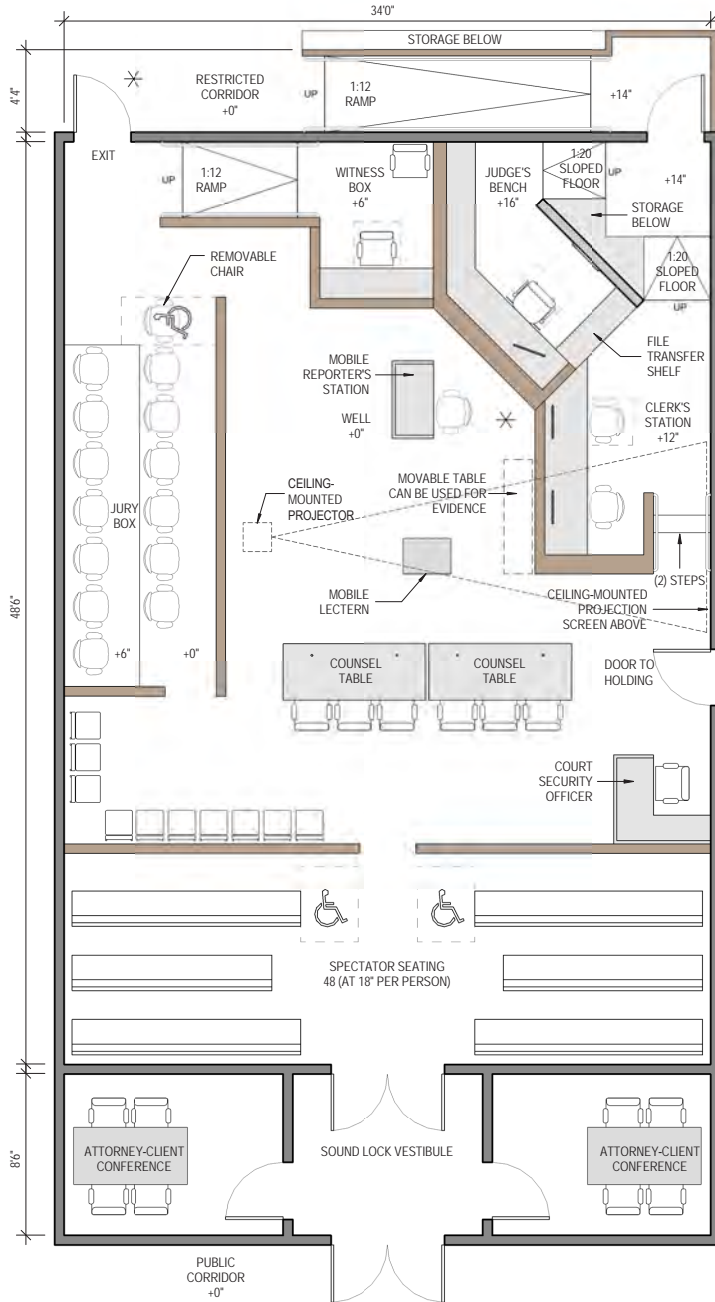 34'0"
STORAGE BELOW
4'4"
RESTRICTED
CORRIDOR
+0"
UP
1:12
RAMP
+14"
EXIT
UP
1:12
RAMP
WITNESS
BOX
+6"
JUDGE'S
BENCH
+16"
1:20
SLOPED
FLOOR
UP
+14"
STORAGE
BELOW
1:20
SLOPED
FLOOR
UP
REMOVABLE
CHAIR
FILE
TRANSFER
SHELF
MOBILE
REPORTER'S
STATION
WELL
+0"
CLERK'S
STATION
+12"
CEILING-
MOUNTED
PROJECTOR
MOVABLE TABLE
CAN BE USED FOR
EVIDENCE
JURY
BOX
48'6"
MOBILE
LECTERN
(2) STEPS
CEILING-MOUNTED
PROJECTION
SCREEN ABOVE
+6"
+0"
COUNSEL
TABLE
COUNSEL
TABLE
DOOR TO
HOLDING
COURT
SECURITY
OFFICER
SPECTATOR SEATING
48 (AT 18" PER PERSON)
8'6"
ATTORNEY-CLIENT
CONFERENCE
SOUND LOCK VESTIBULE
ATTORNEY-CLIENT
CONFERENCE
PUBLIC
CORRIDOR
+0"